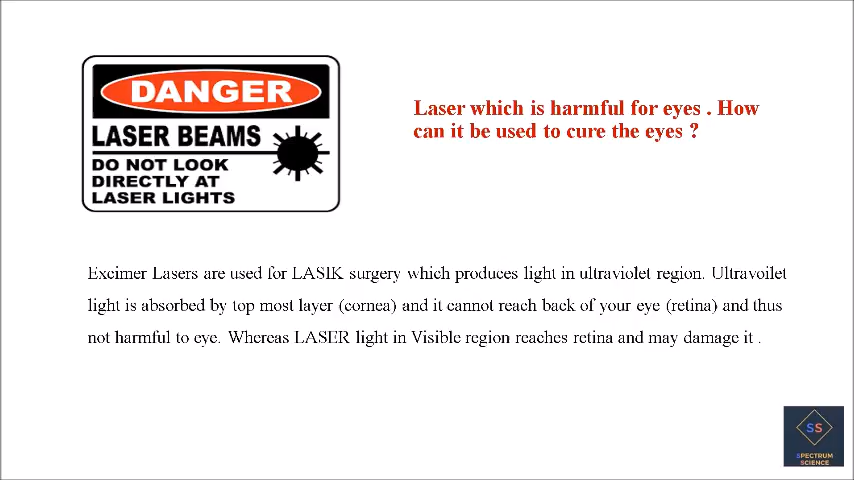 DANGER
LASER BEAMS
DO NOT LOOK
DIRECTLY AT
LASER LIGHTS
Laser which is harmful for eyes . How
can it be used to cure the eyes ?
Excimer Lasers are used for LASIK surgery which produces light in ultraviolet region. Ultravoilet
light is absorbed by top most layer (cornea) and it cannot reach back of your eye (retina) and thus
not harmful to eye. Whereas LASER light in Visible region reaches retina and may damage it .
SS
SPECTRUM
SCIENCE